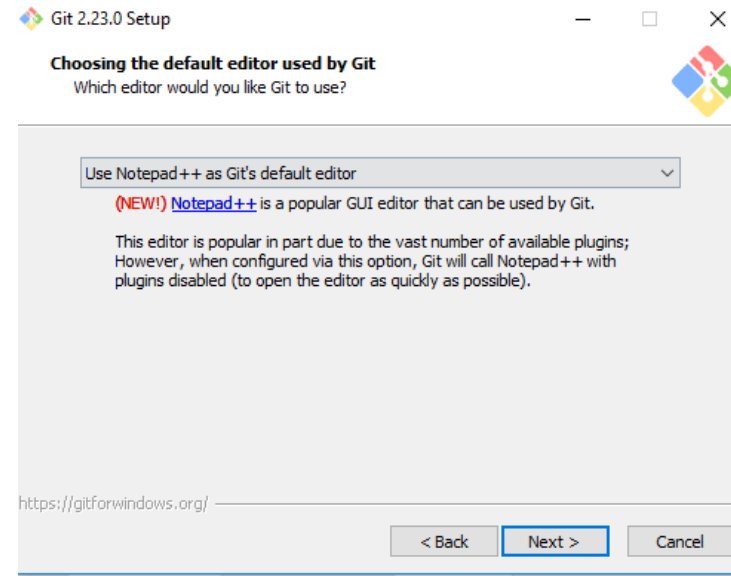 Git 2.23.0 Setup
Choosing the default editor used by Git
Which editor would you like Git to use?
Use Notepad++ as Git's default editor
(NEW!) Notepad++ is a popular GUI editor that can be used by Git.
This editor is popular in part due to the vast number of available plugins;
However, when configured via this option, Git will call Notepad++ with
plugins disabled (to open the editor as quickly as possible).
https://gitforwindows.org/
< Back Next > Cancel